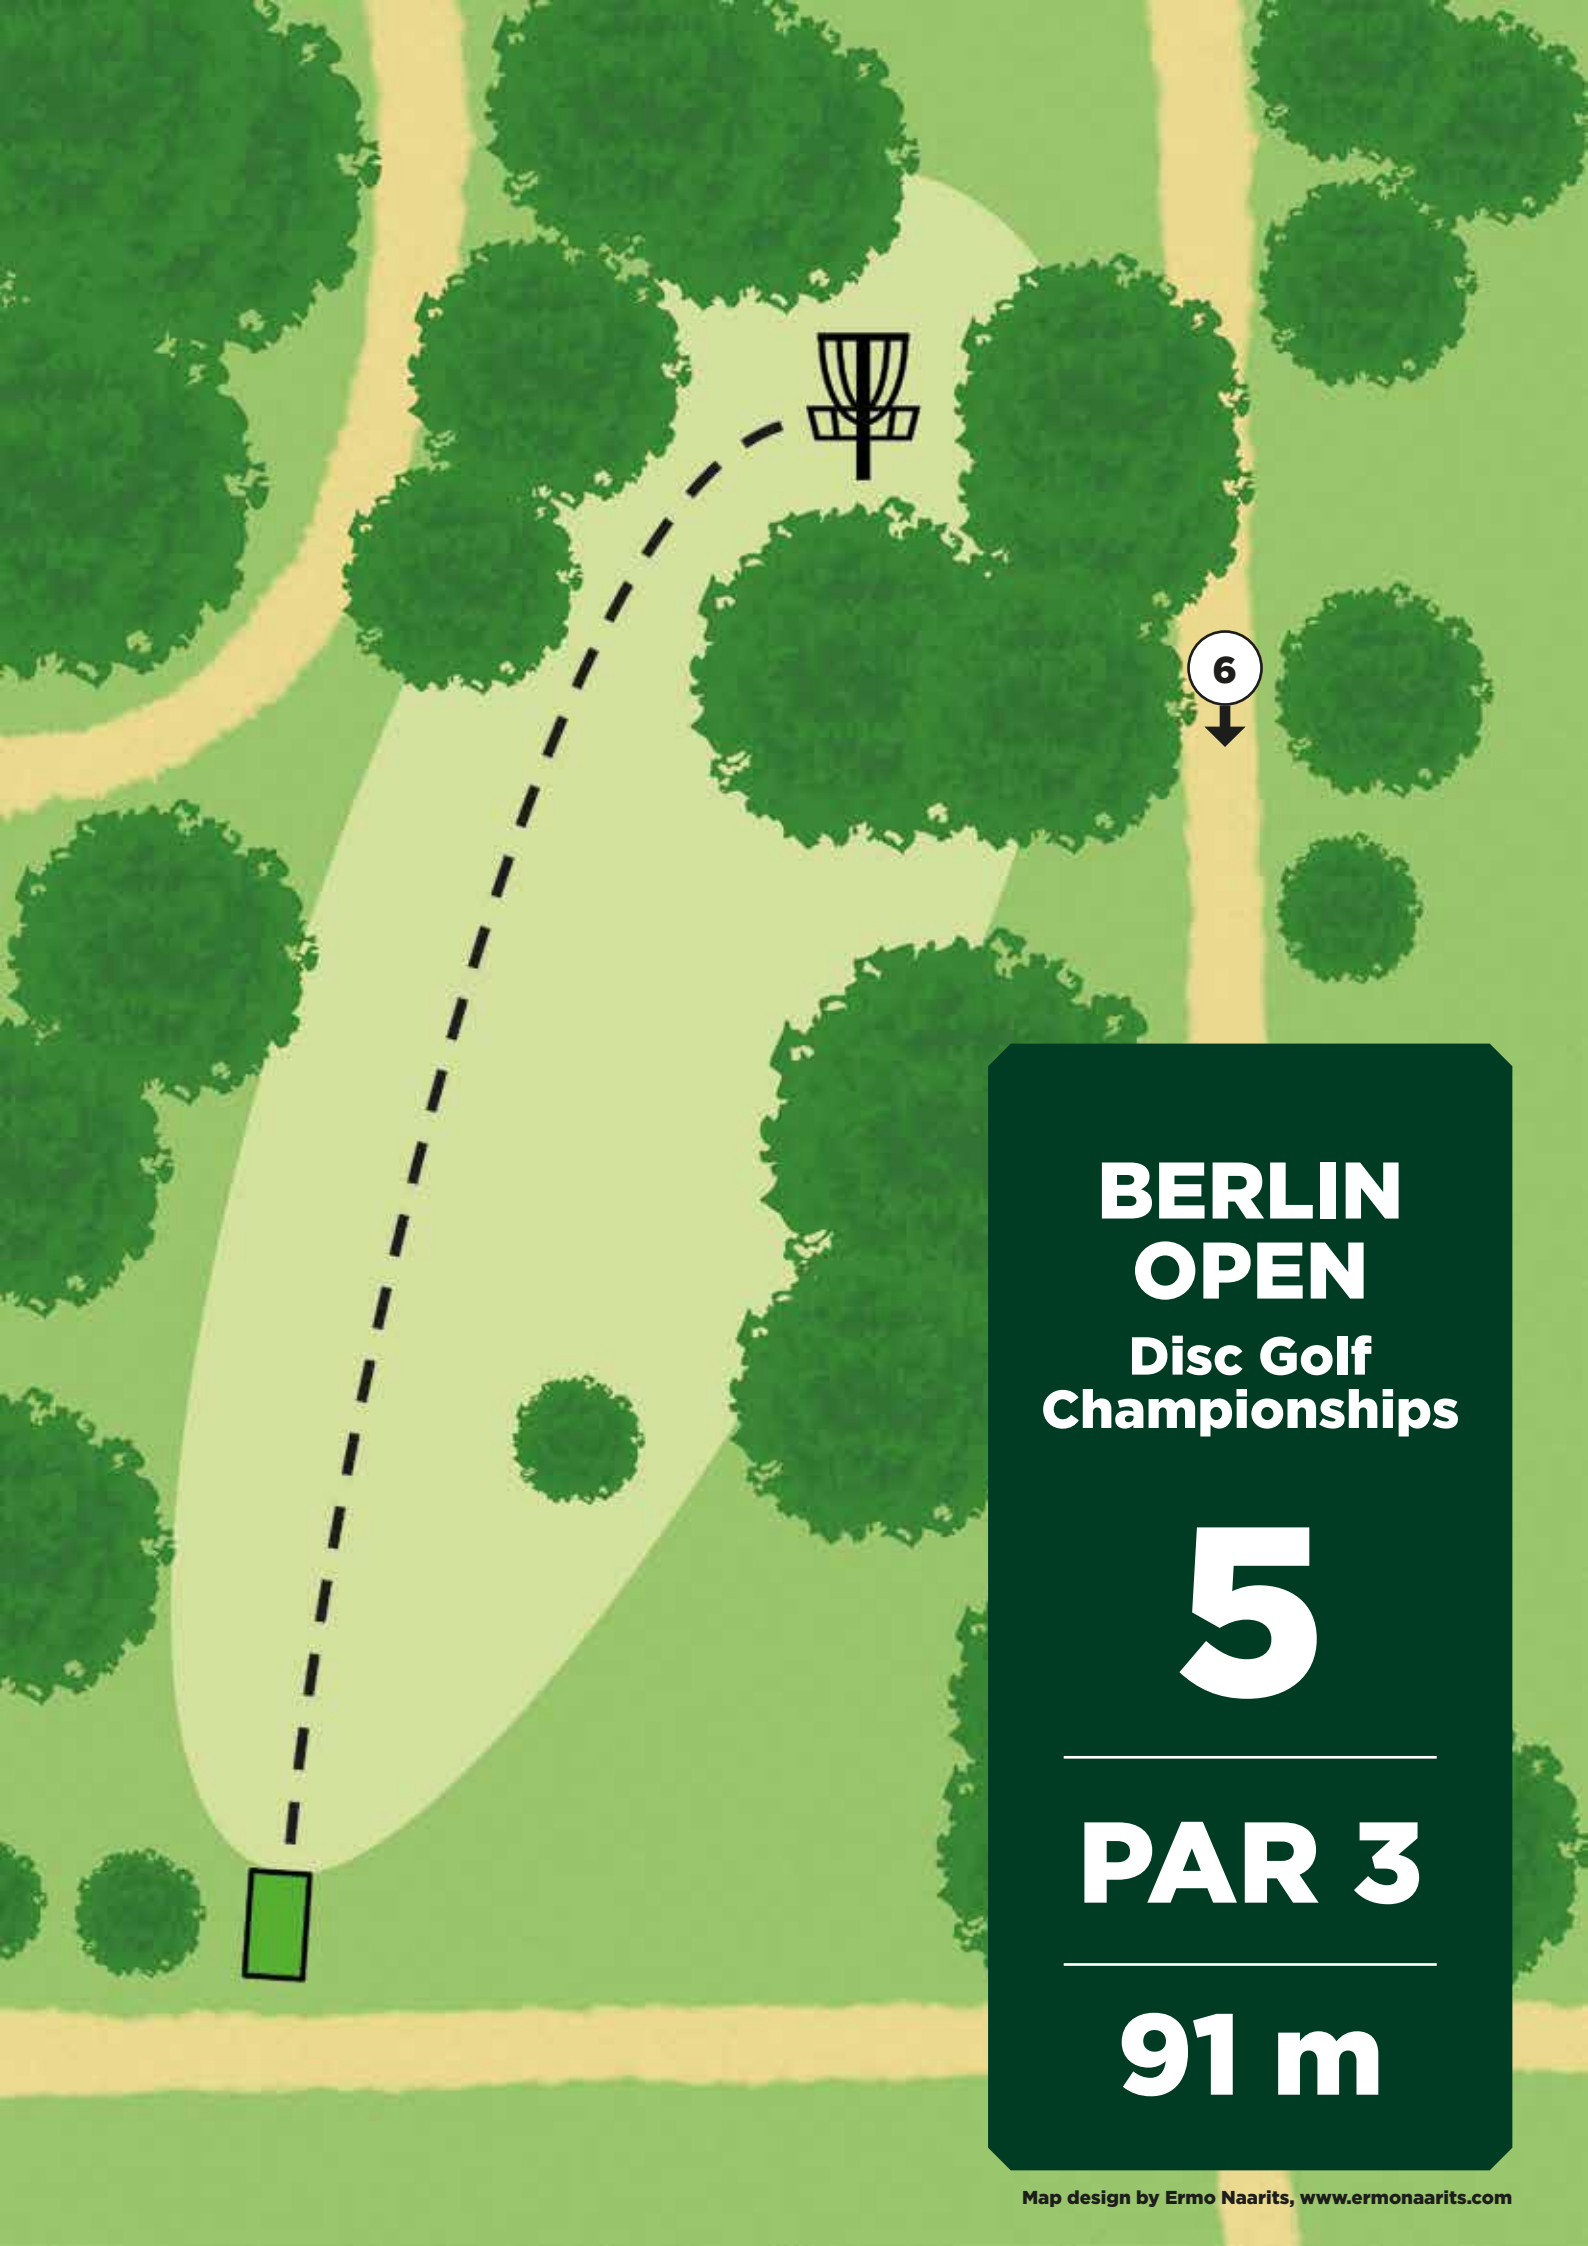 6
BERLIN
OPEN
Disc Golf
Championships
5
PAR 3
91 m
Map design by Ermo Naarits, www.ermonaarits.com